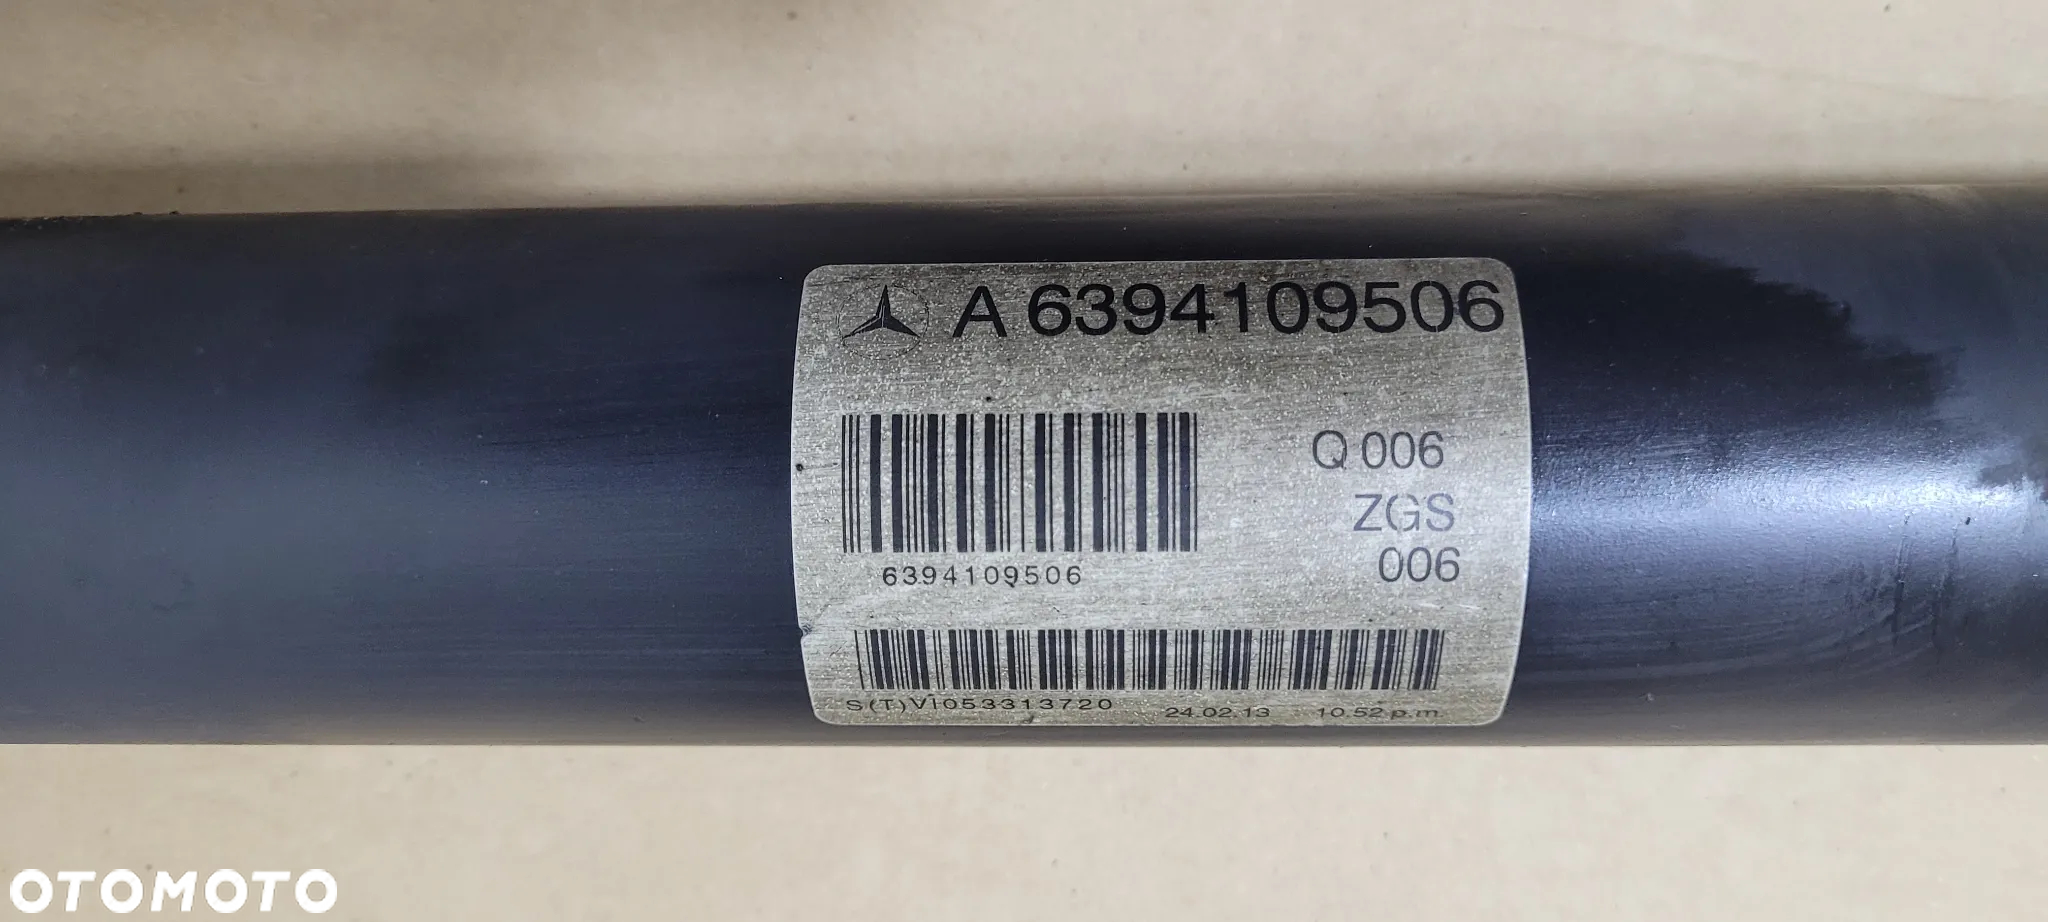 A 6394109506
Q 006
ZGS
006
6394109506
S(T)VI053313720 24.02.13 10.52 p.m.
OTOMOTO